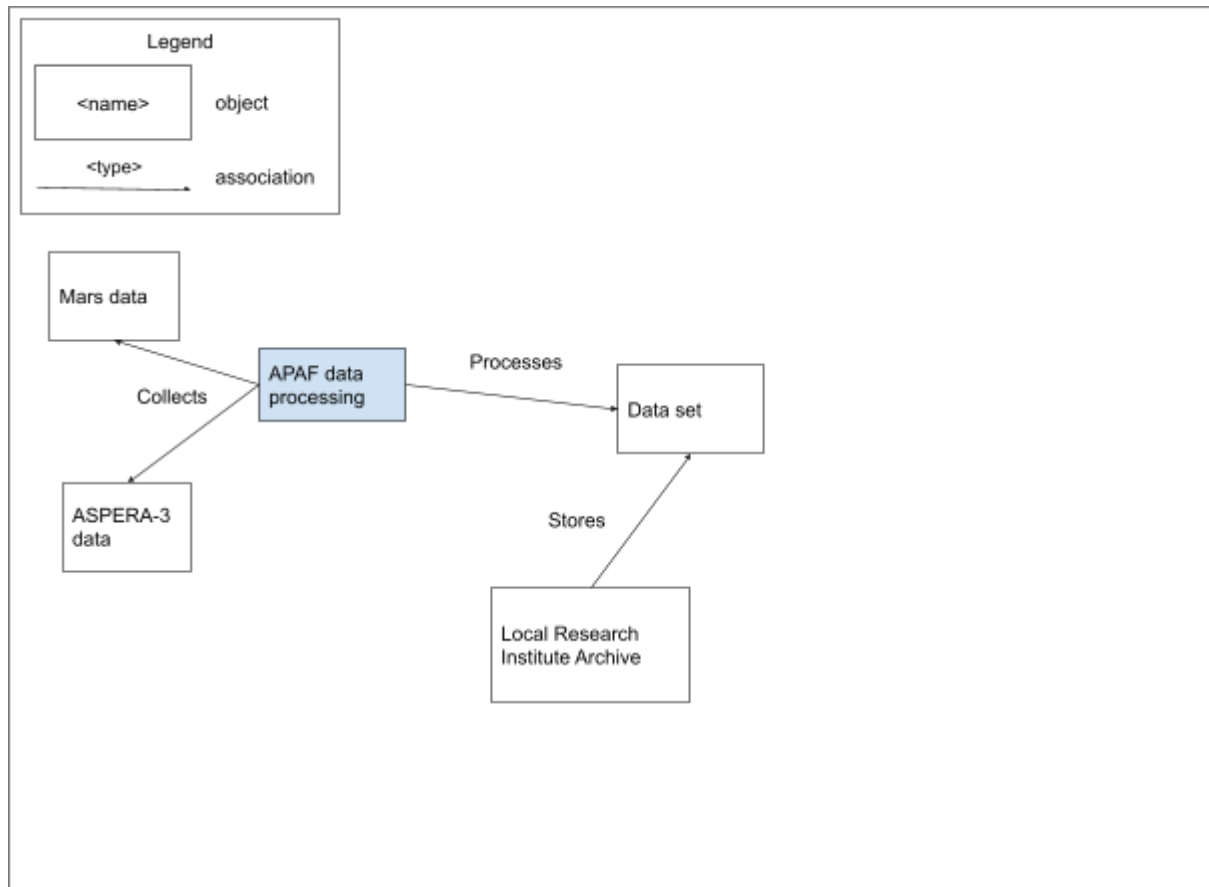 Legend
<name>
object
<type>
association
Mars data
APAF data
processing
Processes
Collects
Data set
ASPERA-3
data
Stores
Local Research
Institute Archive